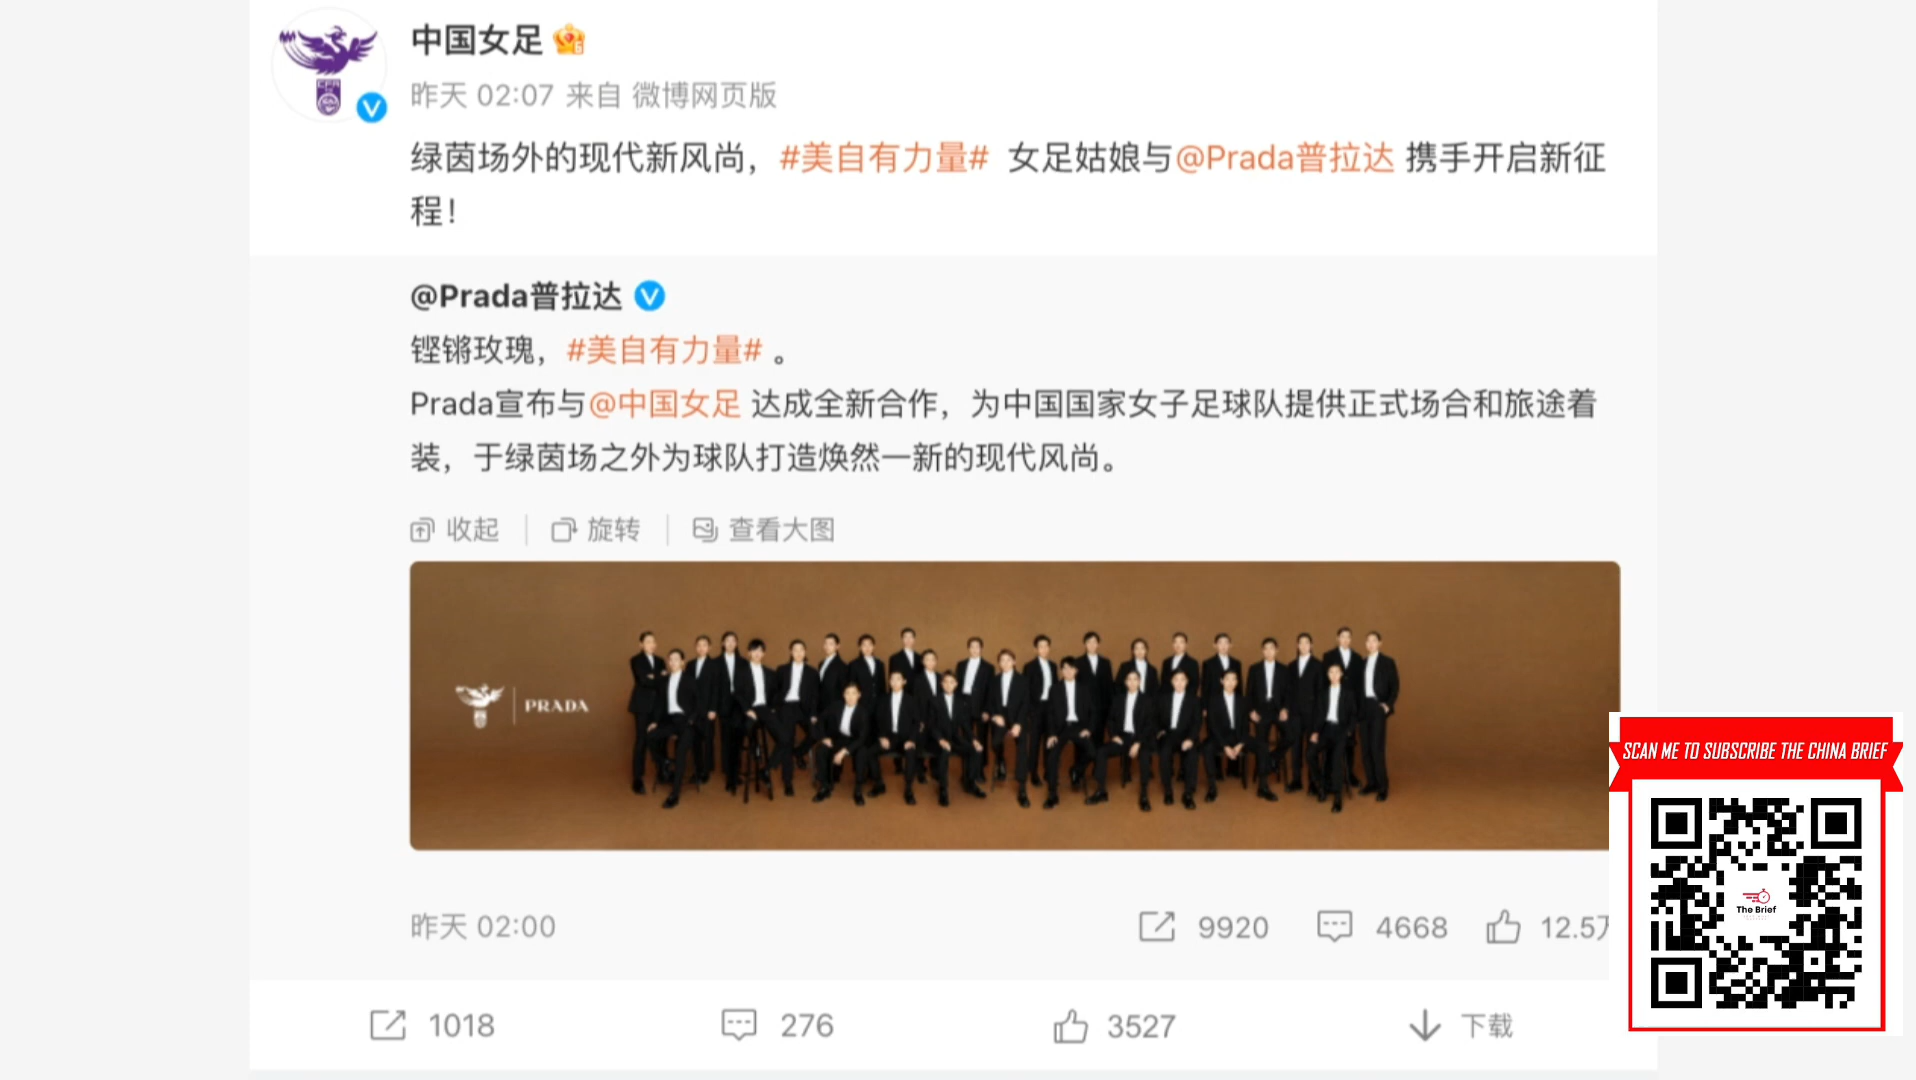 中国女足
昨天 02:07 来自 微博网页版
绿茵场外的现代新风尚，#美自有力量# 女足姑娘与@Prada普拉达 携手开启新征
程！
@Prada普拉达
铿锵玫瑰，#美自有力量# 。
Prada宣布与@中国女足 达成全新合作，为中国国家女子足球队提供正式场合和旅途着
装，于绿茵场之外为球队打造焕然一新的现代风尚。
收起 旋转 查看大图
PRADA
昨天 02:00 9920 4668 12.5万
1018 276 3527 下载
SCAN ME TO SUBSCRIBE THE CHINA BRIEF
The Brief